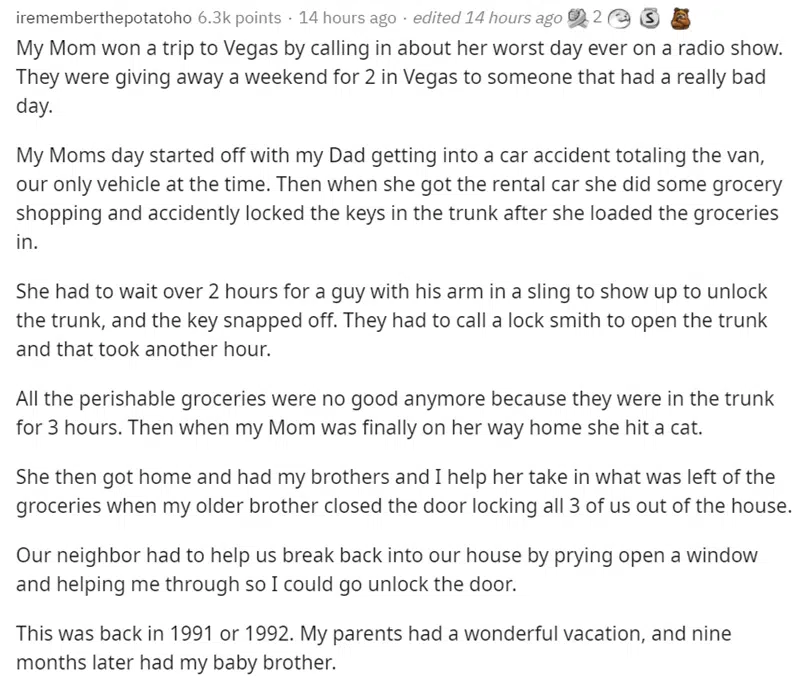 irememberthepotatoho 6.3k points · 14 hours ago · edited 14 hours ago 2 S
My Mom won a trip to Vegas by calling in about her worst day ever on a radio show.
They were giving away a weekend for 2 in Vegas to someone that had a really bad
day.
My Moms day started off with my Dad getting into a car accident totaling the van,
our only vehicle at the time. Then when she got the rental car she did some grocery
shopping and accidently locked the keys in the trunk after she loaded the groceries
in.
She had to wait over 2 hours for a guy with his arm in a sling to show up to unlock
the trunk, and the key snapped off. They had to call a lock smith to open the trunk
and that took another hour.
All the perishable groceries were no good anymore because they were in the trunk
for 3 hours. Then when my Mom was finally on her way home she hit a cat.
She then got home and had my brothers and I help her take in what was left of the
groceries when my older brother closed the door locking all 3 of us out of the house.
Our neighbor had to help us break back into our house by prying open a window
and helping me through so I could go unlock the door.
This was back in 1991 or 1992. My parents had a wonderful vacation, and nine
months later had my baby brother.